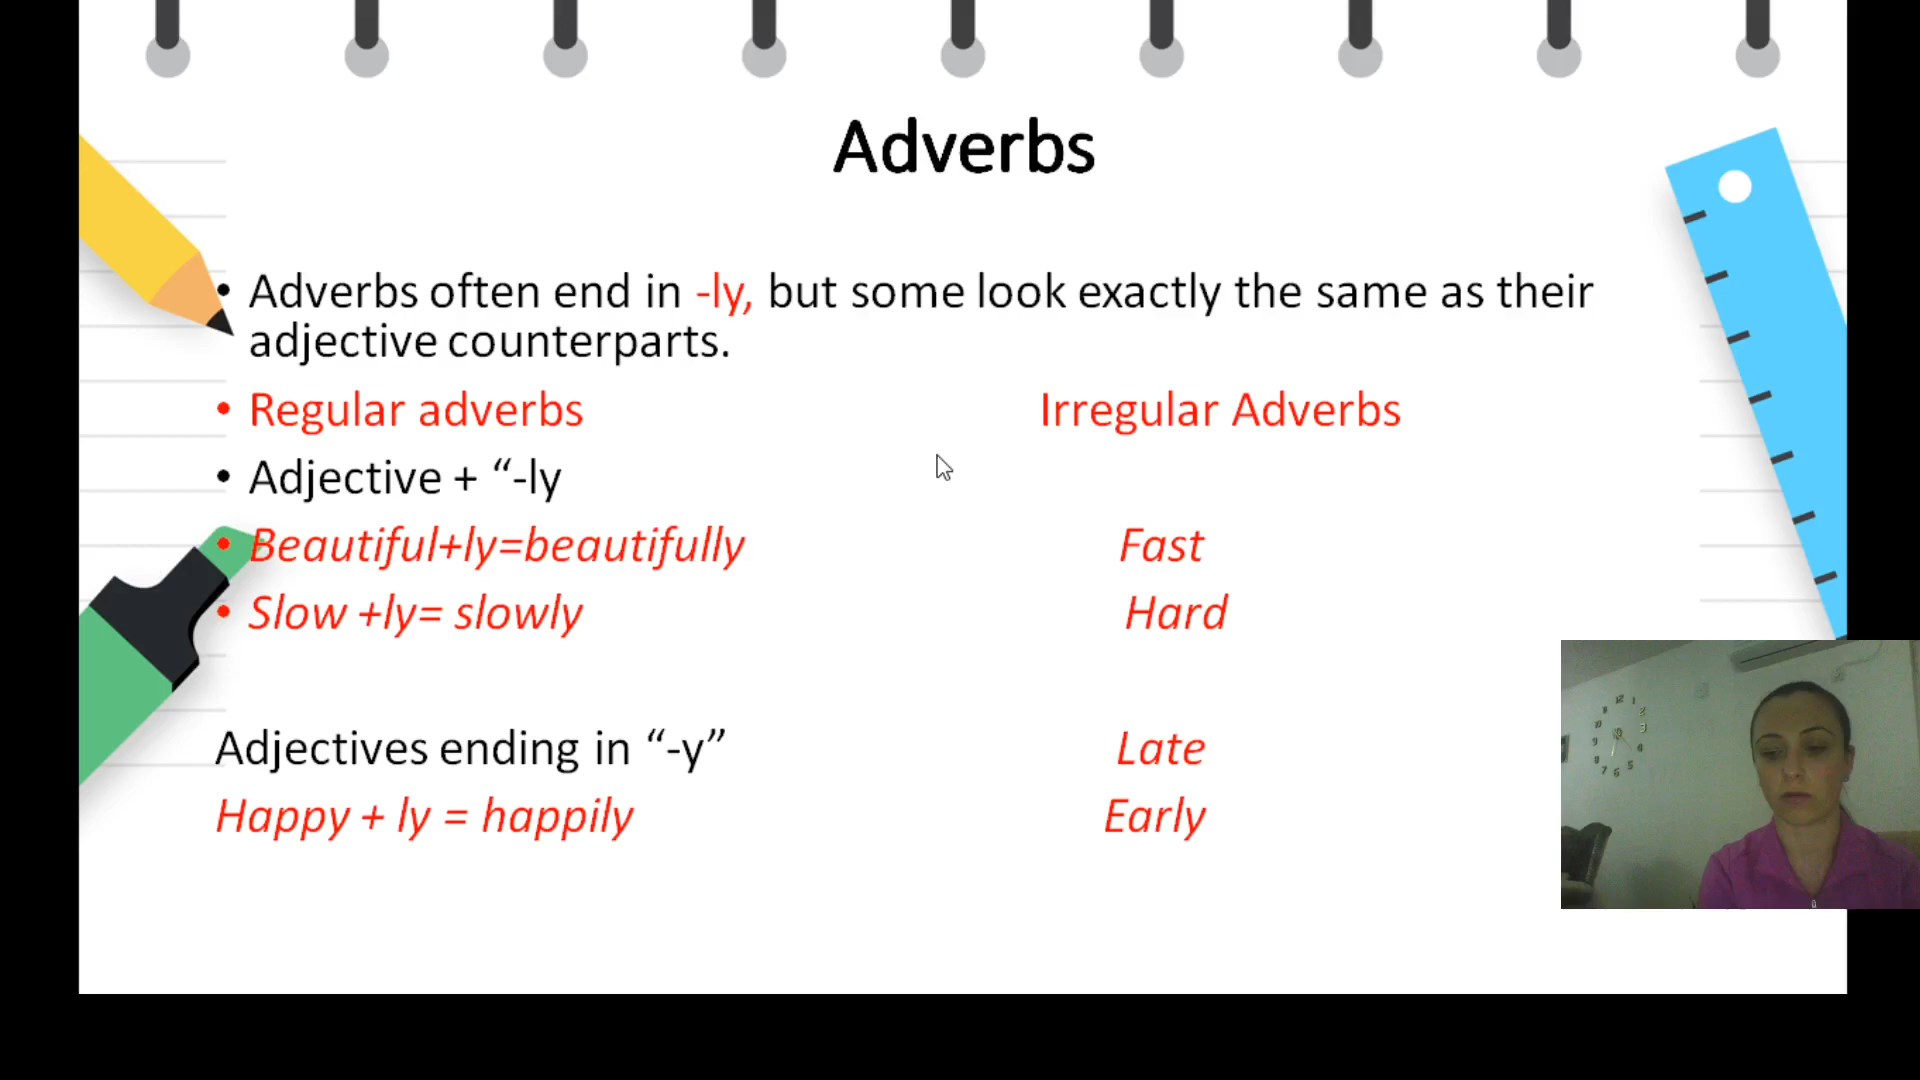 Adverbs
• Adverbs often end in -ly, but some look exactly the same as their
adjective counterparts.
• Regular adverbs Irregular Adverbs
• Adjective + “-ly
• Beautiful+ly=beautifully Fast
• Slow +ly= slowly Hard
Adjectives ending in “-y” Late
Happy + ly = happily Early